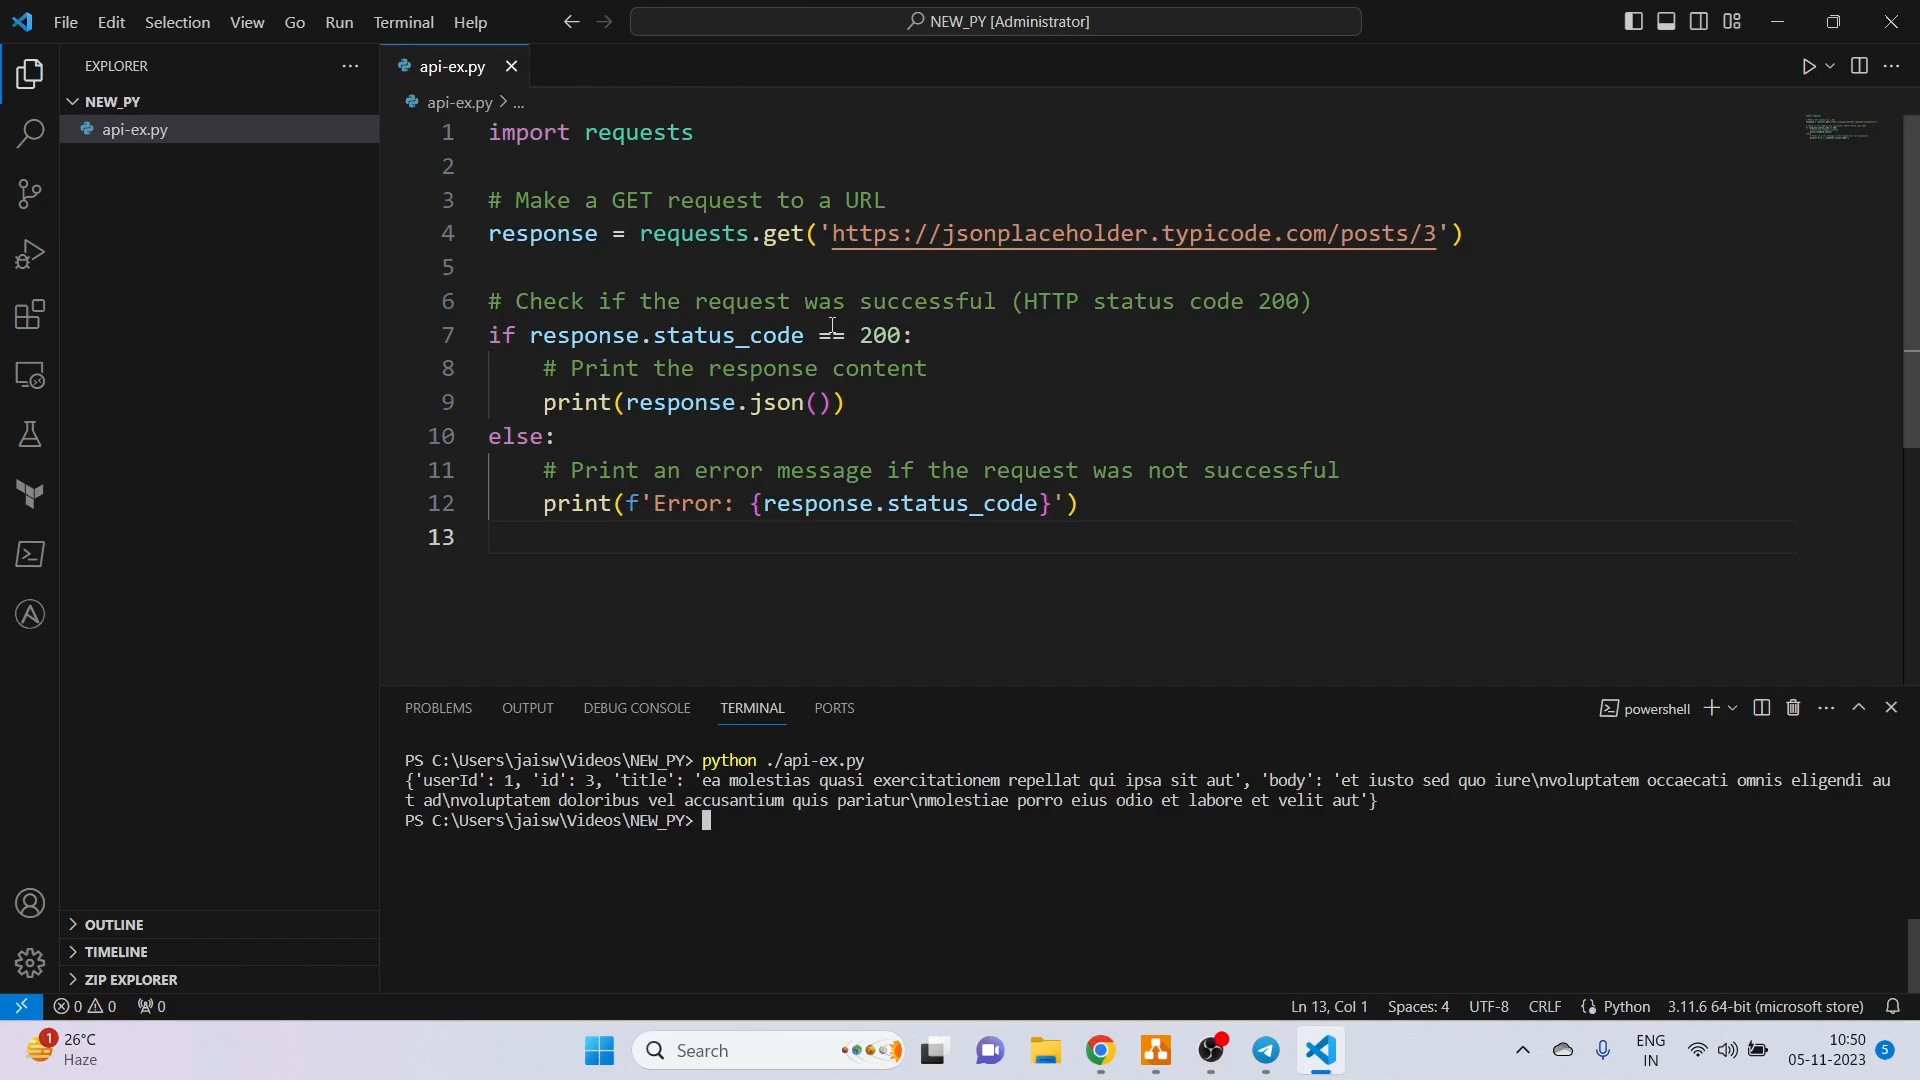 File Edit Selection View Go Run Terminal Help
NEW_PY [Administrator]
EXPLORER
NEW_PY
api-ex.py
api-ex.py
api-ex.py > ...
1 import requests
2
3 # Make a GET request to a URL
4 response = requests.get('https://jsonplaceholder.typicode.com/posts/3')
5
6 # Check if the request was successful (HTTP status code 200)
7 if response.status_code == 200:
8     # Print the response content
9     print(response.json())
10 else:
11     # Print an error message if the request was not successful
12     print(f'Error: {response.status_code}')
13
PROBLEMS OUTPUT DEBUG CONSOLE TERMINAL PORTS
powershell
PS C:\Users\jaisw\Videos\NEW_PY> python ./api-ex.py
{'userId': 1, 'id': 3, 'title': 'ea molestias quasi exercitationem repellat qui ipsa sit aut', 'body': 'et iusto sed quo iure\nvoluptatem occaecati omnis eligendi au
t ad\nvoluptatem doloribus vel accusantium quis pariatur\nmolestiae porro eius odio et labore et velit aut'}
PS C:\Users\jaisw\Videos\NEW_PY>
OUTLINE
TIMELINE
ZIP EXPLORER
0 0 0
Ln 13, Col 1 Spaces: 4 UTF-8 CRLF {} Python 3.11.6 64-bit (microsoft store)
1 26°C
Haze
Search
ENG
IN
10:50
05-11-2023
5